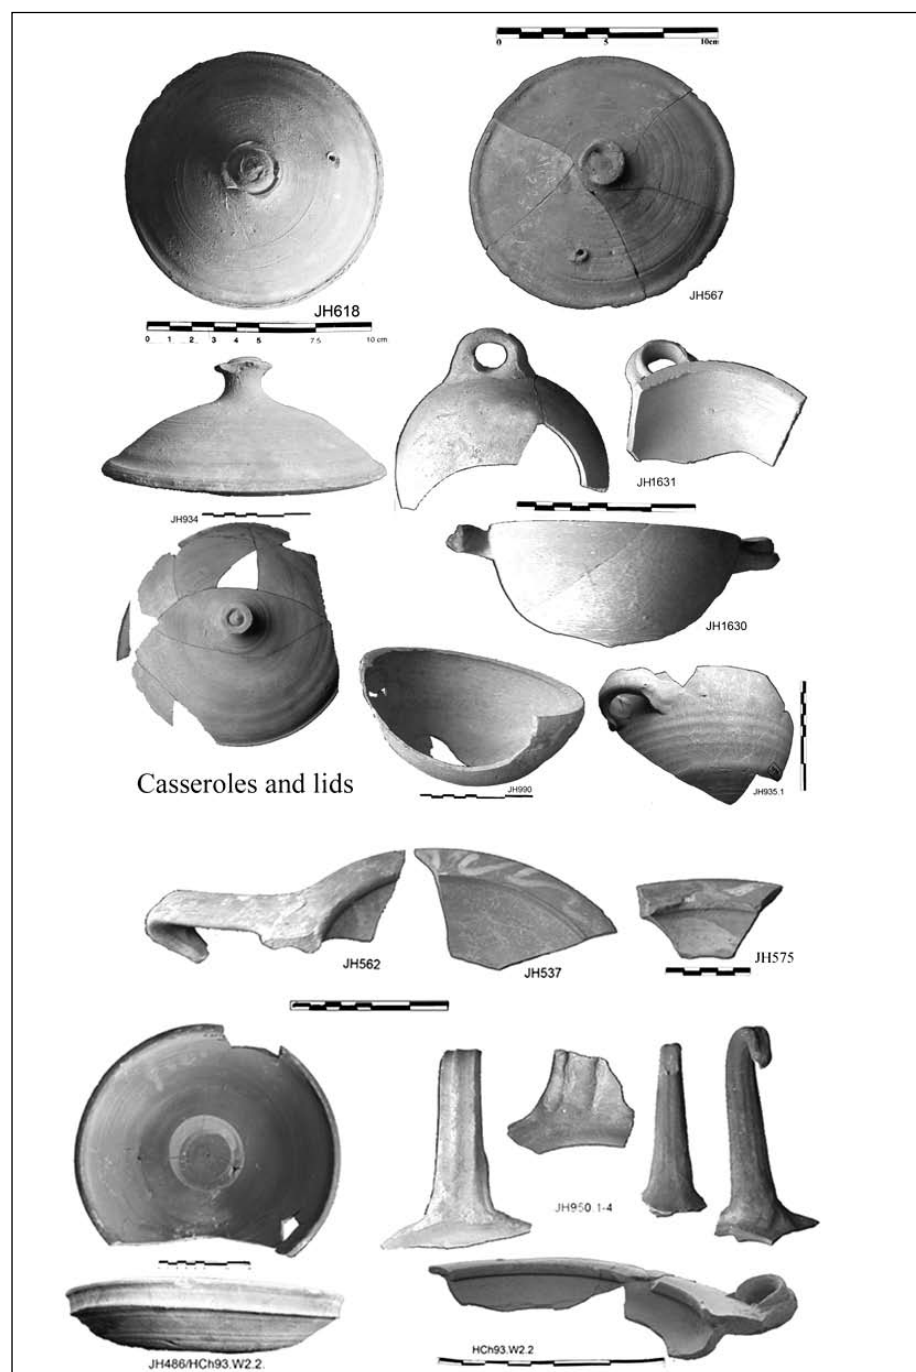 0 5 10cm
JH567
JH618
0 1 2 3 4 5 7.5 10 cm
JH1631
JH934
JH1630
Casseroles and lids
JH990
JH935.1
JH562
JH537
JH575
JH950.1-4
HCh93.W2.2
JH486/HCh93.W2.2.